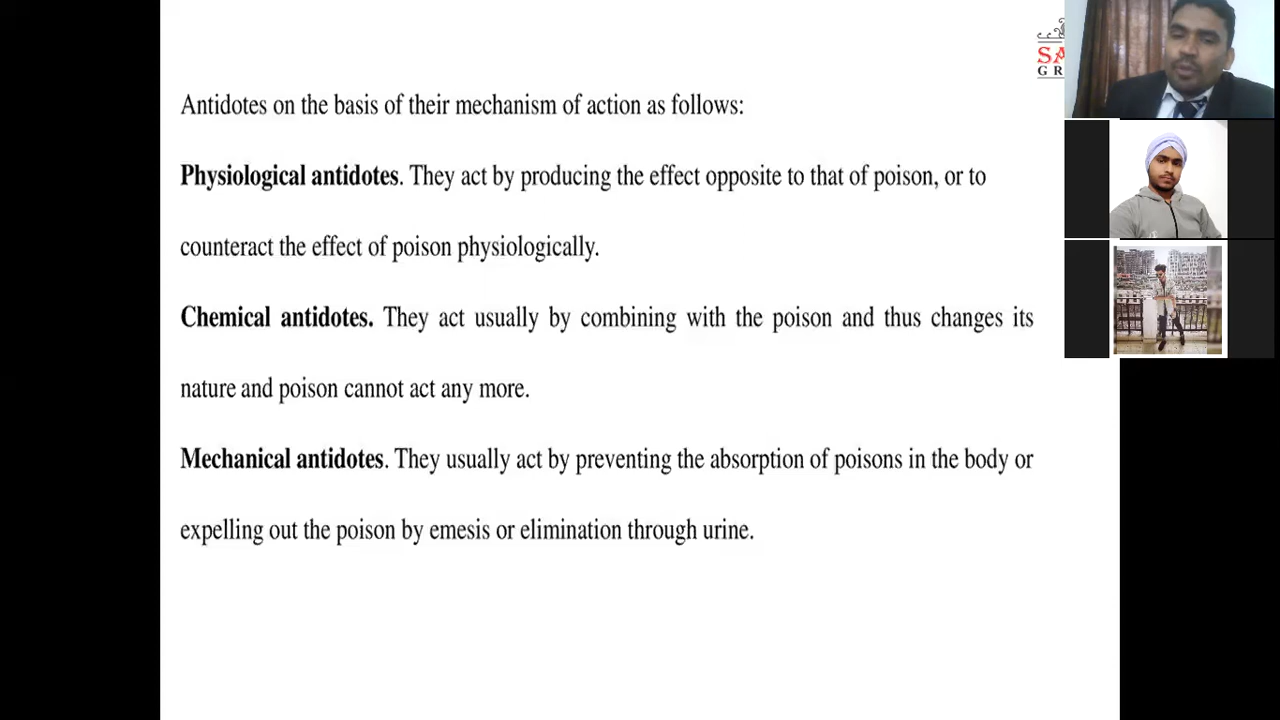 Antidotes on the basis of their mechanism of action as follows:
Physiological antidotes. They act by producing the effect opposite to that of poison, or to
counteract the effect of poison physiologically.
Chemical antidotes. They act usually by combining with the poison and thus changes its
nature and poison cannot act any more.
Mechanical antidotes. They usually act by preventing the absorption of poisons in the body or
expelling out the poison by emesis or elimination through urine.